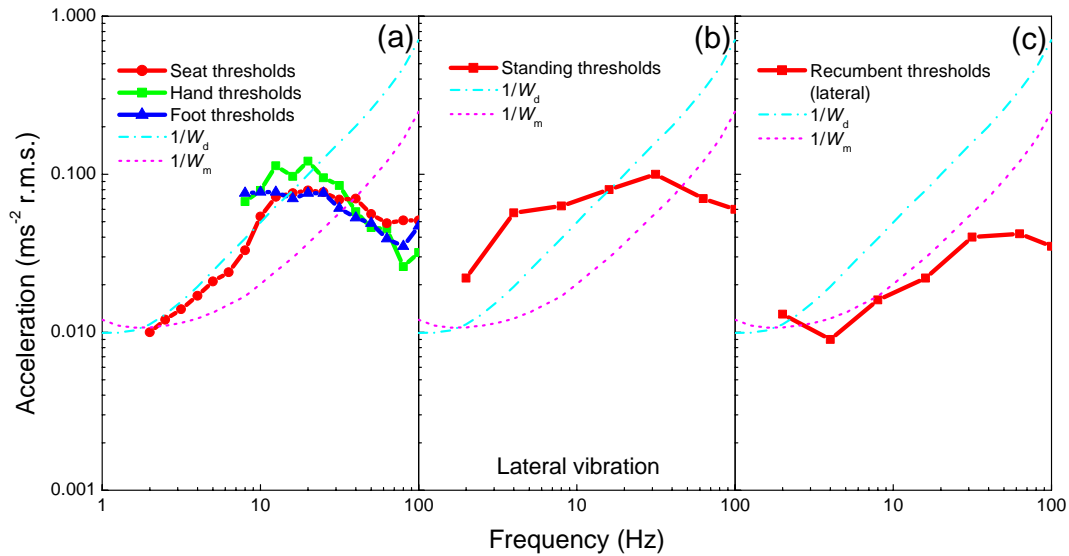 1.000
0.100
0.010
0.001
Acceleration (ms-2 r.m.s.)
(a)
Seat thresholds
Hand thresholds
Foot thresholds
1/Wd
1/Wm
(b)
Standing thresholds
1/Wd
1/Wm
(c)
Recumbent thresholds
(lateral)
1/Wd
1/Wm
Lateral vibration
1 10 100 10 100 10 100
Frequency (Hz)